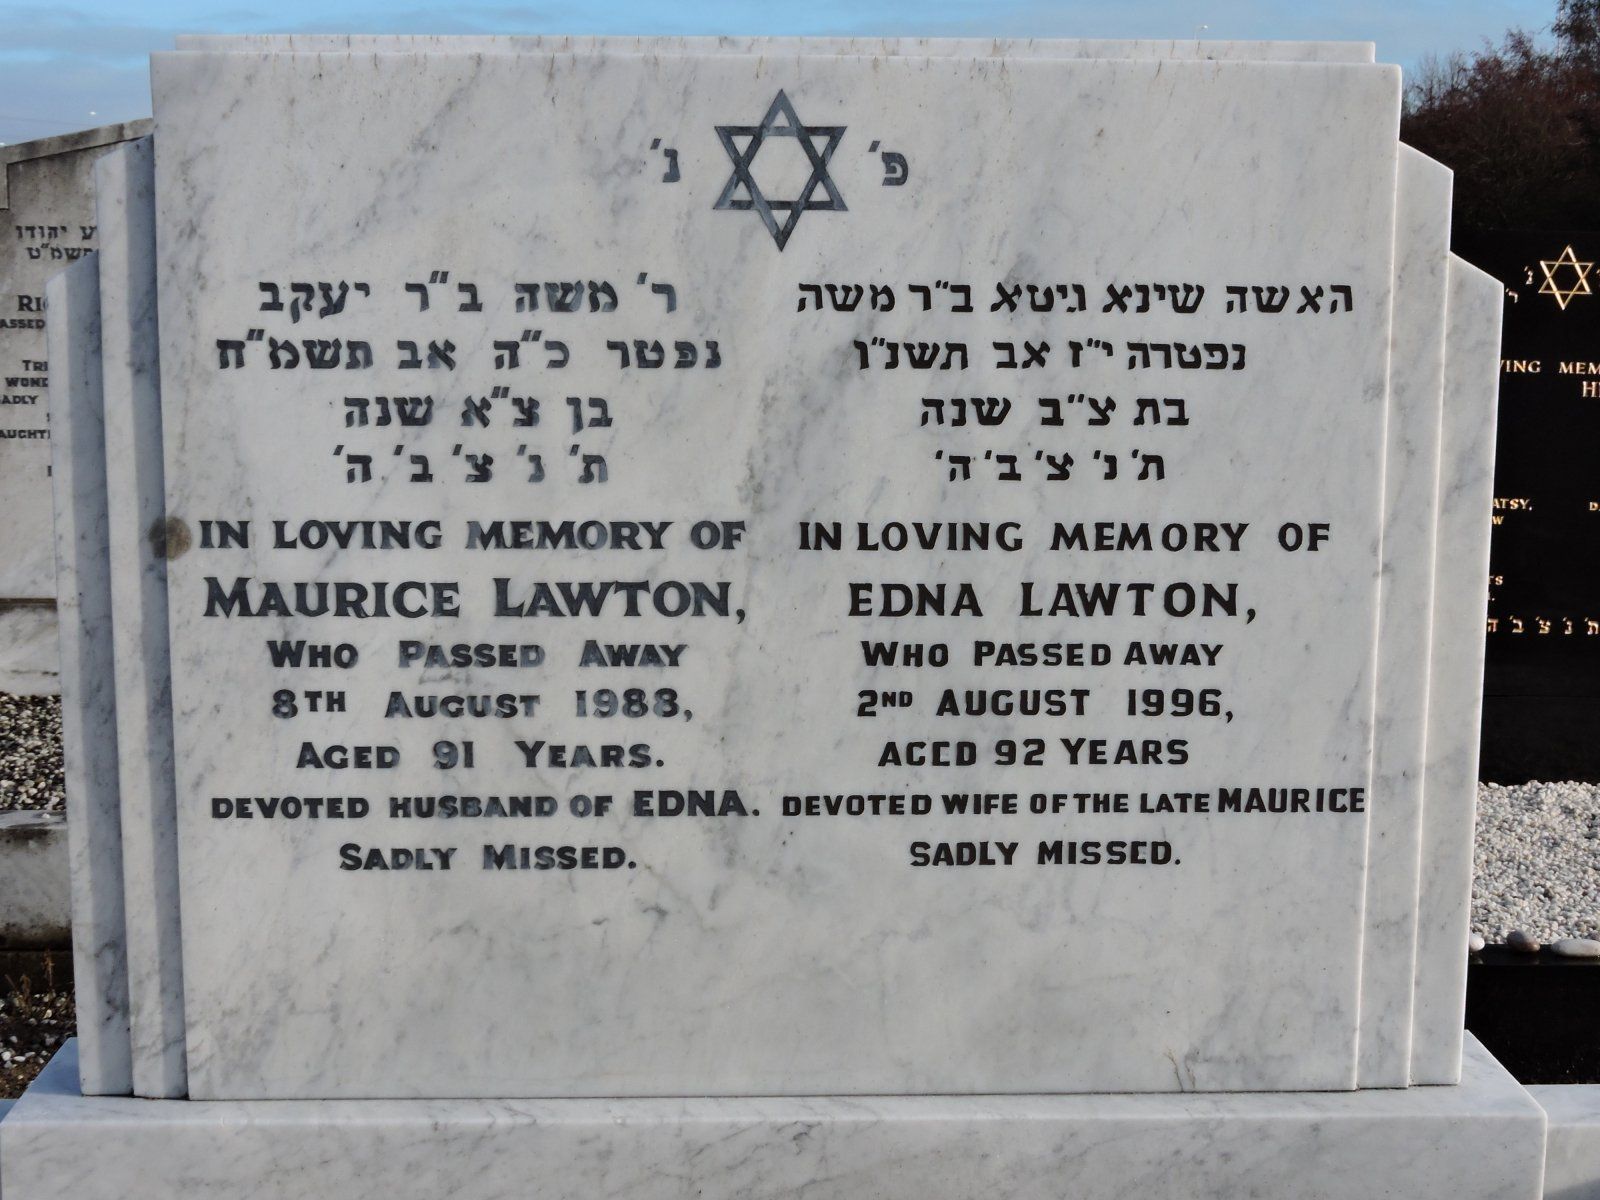 פ' נ'
ר' משה ב"ר יעקב
נפטר כ"ה אב תשמ"ח
בן צ"א שנה
ת' נ' צ' ב' ה'
IN LOVING MEMORY OF
MAURICE LAWTON,
WHO PASSED AWAY
8TH AUGUST 1988,
AGED 91 YEARS.
DEVOTED HUSBAND OF EDNA.
SADLY MISSED.
האשה שינא גיטא ב"ר משה
נפטרה י"ז אב תשנ"ו
בת צ"ב שנה
ת' נ' צ' ב' ה'
IN LOVING MEMORY OF
EDNA LAWTON,
WHO PASSED AWAY
2ND AUGUST 1996,
AGED 92 YEARS
DEVOTED WIFE OF THE LATE MAURICE
SADLY MISSED.